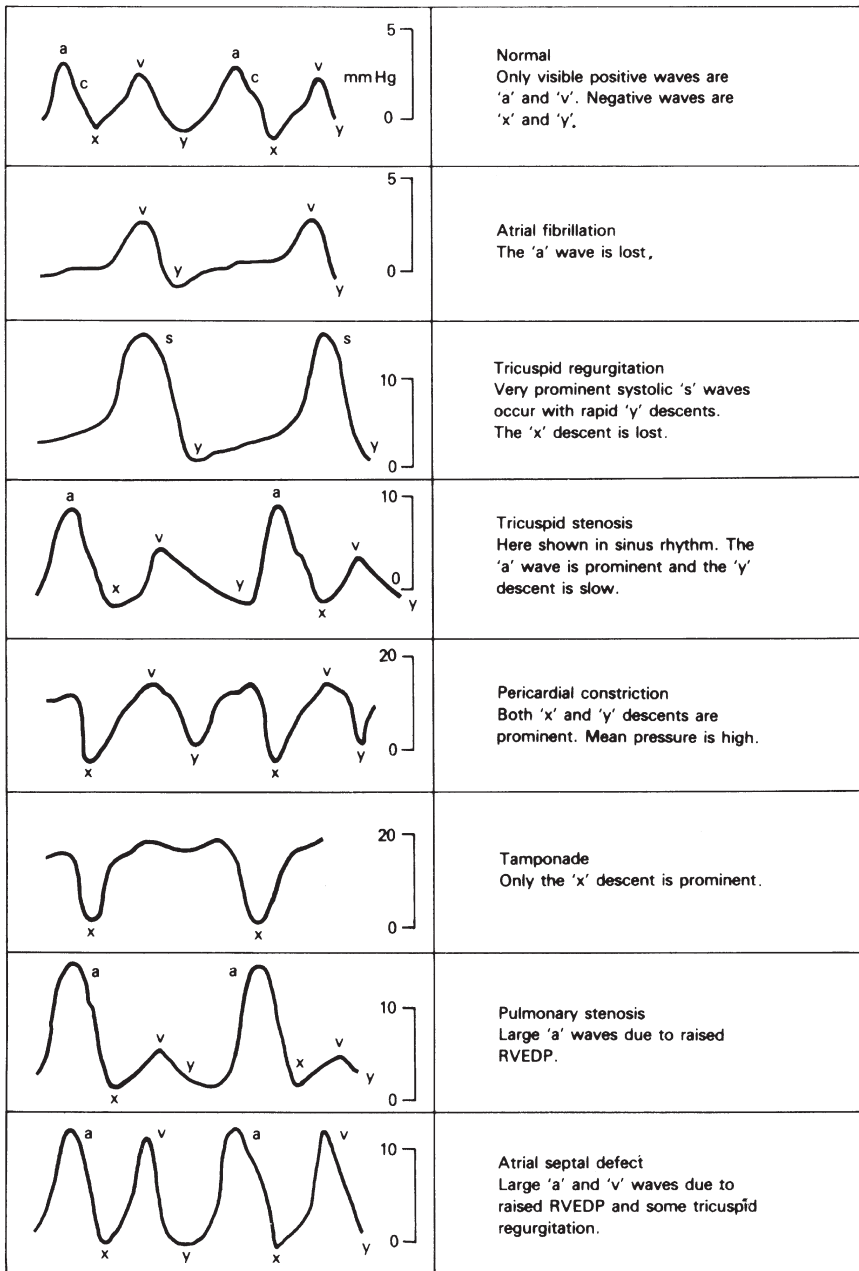 a
v
a
v
5
c
c
mm Hg
0
x
y
x
y
Normal
Only visible positive waves are
‘a’ and ‘v’. Negative waves are
‘x’ and ‘y’.
5
v
v
y
0
y
Atrial fibrillation
The ‘a’ wave is lost.
s
s
10
y
y
0
Tricuspid regurgitation
Very prominent systolic ‘s’ waves
occur with rapid ‘y’ descents.
The ‘x’ descent is lost.
a
a
10
v
v
x
y
0
x
y
Tricuspid stenosis
Here shown in sinus rhythm. The
‘a’ wave is prominent and the ‘y’
descent is slow.
20
v
v
0
x
y
x
y
Pericardial constriction
Both ‘x’ and ‘y’ descents are
prominent. Mean pressure is high.
20
0
x
x
Tamponade
Only the ‘x’ descent is prominent.
a
a
10
v
y
x
v
x
y
0
Pulmonary stenosis
Large ‘a’ waves due to raised
RVEDP.
a
v
a
v
10
0
x
y
x
y
Atrial septal defect
Large ‘a’ and ‘v’ waves due to
raised RVEDP and some tricuspid
regurgitation.